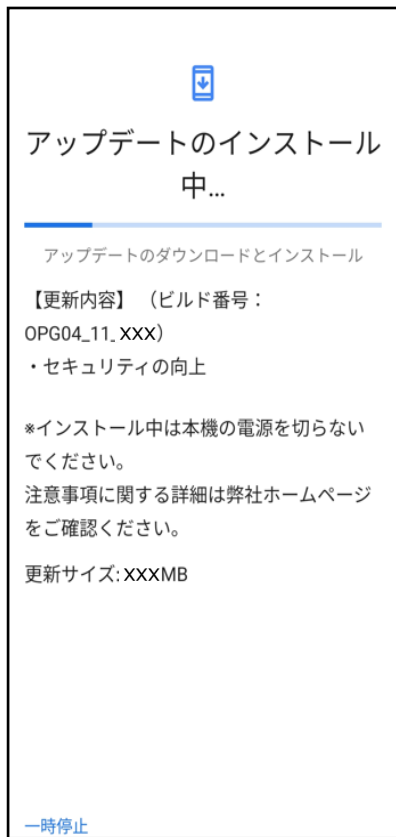 アップデートのインストール
中...
アップデートのダウンロードとインストール
【更新内容】（ビルド番号：
OPG04_11_XXX）
・セキュリティの向上
※インストール中は本機の電源を切らない
でください。
注意事項に関する詳細は弊社ホームページ
をご確認ください。
更新サイズ: XXXMB
一時停止